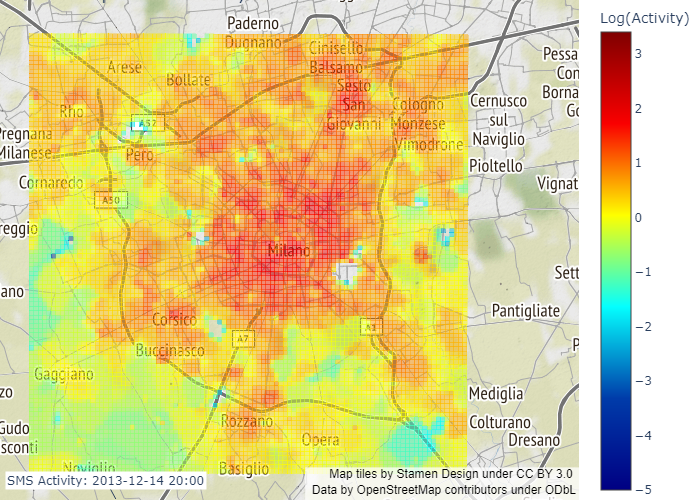 Log(Activity)
Paderno
Dugnano
Cinisello
Balsamo
Arese
Bollate
Sesto
San
Giovanni
Rho
Cologno
Monzese
Vimodrone
Pessa
Borna
Cernusco
sul
Naviglio
A52
Pregnana
Milanese
Pero
Pioltello
Cornaredo
Vignat
A50
reggio
Milano
Sett
ano
Pantigliate
Corsico
A1
A7
Buccinasco
Gaggiano
Mediglia
Rozzano
Colturano
Opera
Dresano
Gudo
sconti
Noviglio
Basiglio
SMS Activity: 2013-12-14 20:00
Map tiles by Stamen Design under CC BY 3.0
Data by OpenStreetMap contributors under ODbL
3
2
1
0
−1
−2
−3
−4
−5